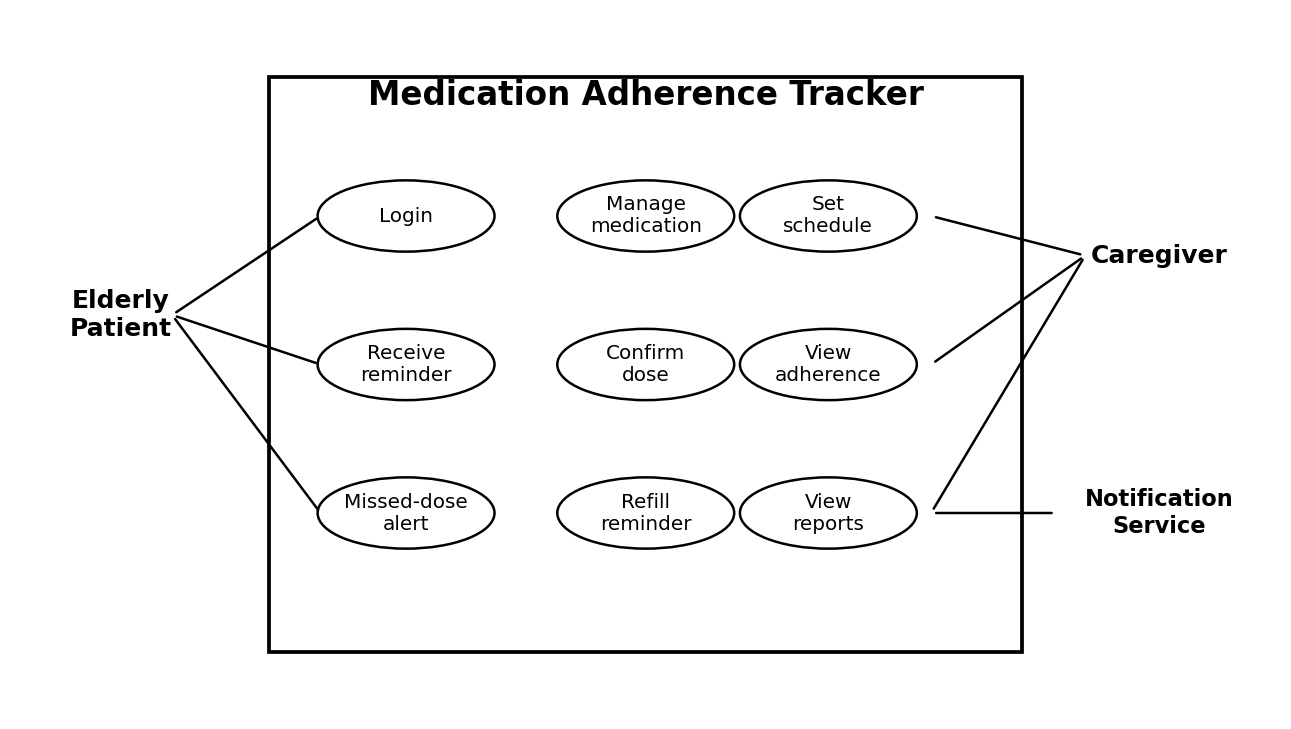 Medication Adherence Tracker
Login
Manage
medication
Set
schedule
Elderly
Patient
Caregiver
Receive
reminder
Confirm
dose
View
adherence
Missed-dose
alert
Refill
reminder
View
reports
Notification
Service